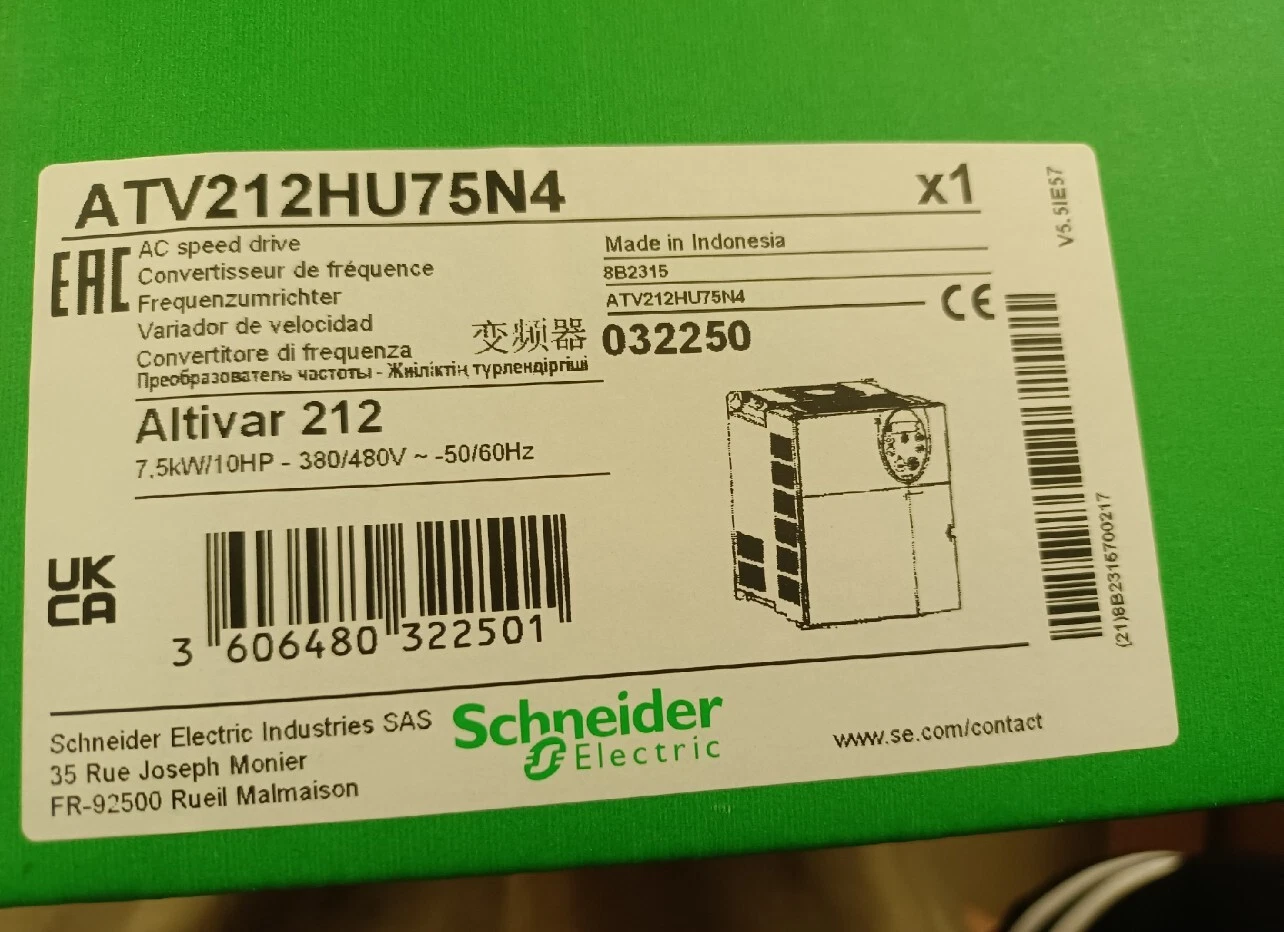 ATV212HU75N4
x1
V5.5IE57
EAC
AC speed drive
Convertisseur de fréquence
Frequenzumrichter
Variador de velocidad
Convertitore di frequenza
变频器
Преобразователь частоты - Жиіліктің түрлендіргіші
Made in Indonesia
8B2315
ATV212HU75N4
CE
032250
Altivar 212
7.5kW/10HP - 380/480V ~ -50/60Hz
UK
CA
3 606480 322501
(21)8B2315700217
Schneider Electric Industries SAS
35 Rue Joseph Monier
FR-92500 Rueil Malmaison
Schneider
Electric
www.se.com/contact